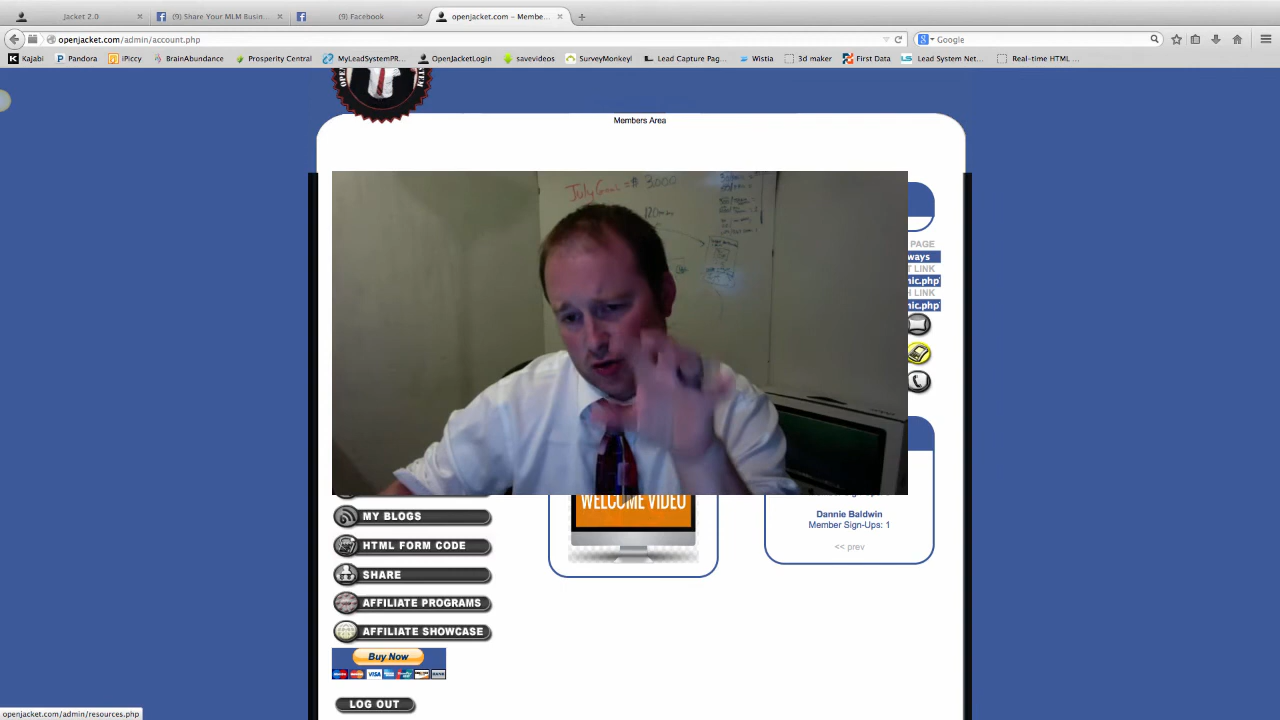 Jacket 2.0
(9) Share Your MLM Busin...
(9) Facebook
openjacket.com – Membe...
openjacket.com/admin/account.php
Google
Kajabi
Pandora
iPiccy
BrainAbundance
Prosperity Central
MyLeadSystemPR...
OpenJacketLogin
savevideos
SurveyMonkey!
Lead Capture Pag...
Wistia
3d maker
First Data
Lead System Net...
Real-time HTML ...
Members Area
July Goal = $ 3000
PAGE
ways
T LINK
nic.php?
H LINK
nic.php?
WELCOME VIDEO
Dannie Baldwin
Member Sign-Ups: 1
<< prev
MY BLOGS
HTML FORM CODE
SHARE
AFFILIATE PROGRAMS
AFFILIATE SHOWCASE
Buy Now
VISA
LOG OUT
openjacket.com/admin/resources.php